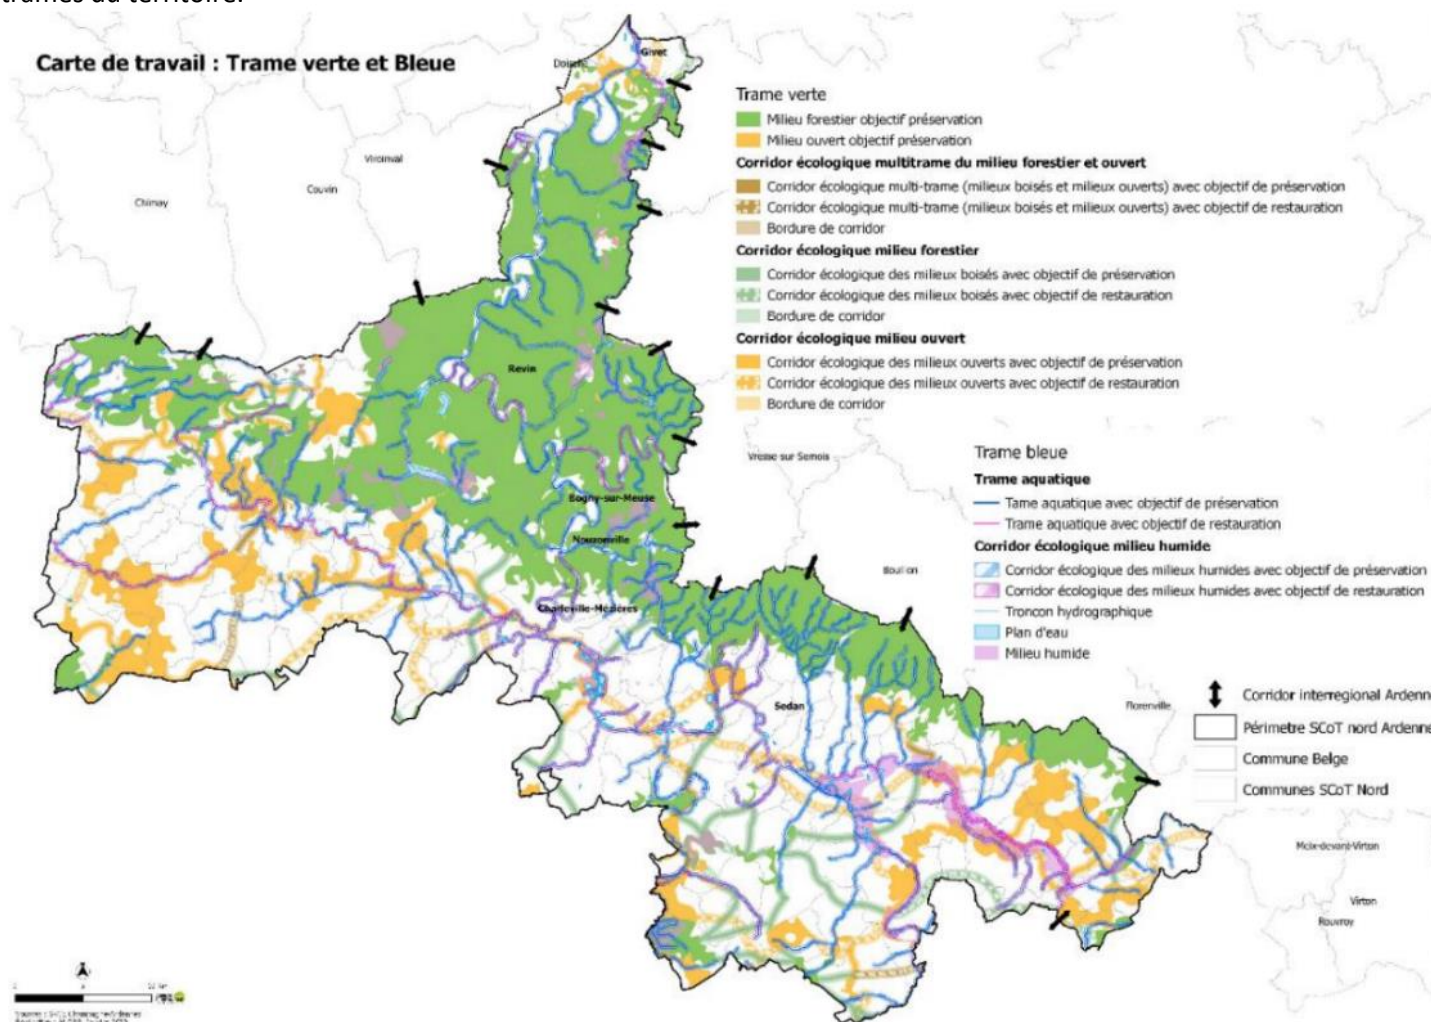 trames du territoire.
Carte de travail : Trame verte et Bleue
Givet
Viroinval
Couvin
Chimay
Revin
Bogny-sur-Meuse
Nouzonville
Charleville-Mézières
Sedan
Vresse sur Semois
Bouillon
Florenville
Meix-devant-Virton
Virton
Rouvroy
Trame verte
Milieu forestier objectif préservation
Milieu ouvert objectif préservation
Corridor écologique multitrame du milieu forestier et ouvert
Corridor écologique multi-trame (milieux boisés et milieux ouverts) avec objectif de préservation
Corridor écologique multi-trame (milieux boisés et milieux ouverts) avec objectif de restauration
Bordure de corridor
Corridor écologique milieu forestier
Corridor écologique des milieux boisés avec objectif de préservation
Corridor écologique des milieux boisés avec objectif de restauration
Bordure de corridor
Corridor écologique milieu ouvert
Corridor écologique des milieux ouverts avec objectif de préservation
Corridor écologique des milieux ouverts avec objectif de restauration
Bordure de corridor
Trame bleue
Trame aquatique
Tame aquatique avec objectif de préservation
Trame aquatique avec objectif de restauration
Corridor écologique milieu humide
Corridor écologique des milieux humides avec objectif de préservation
Corridor écologique des milieux humides avec objectif de restauration
Troncon hydrographique
Plan d'eau
Milieu humide
Corridor interregional Ardenn
Périmetre SCoT nord Ardenne
Commune Belge
Communes SCoT Nord